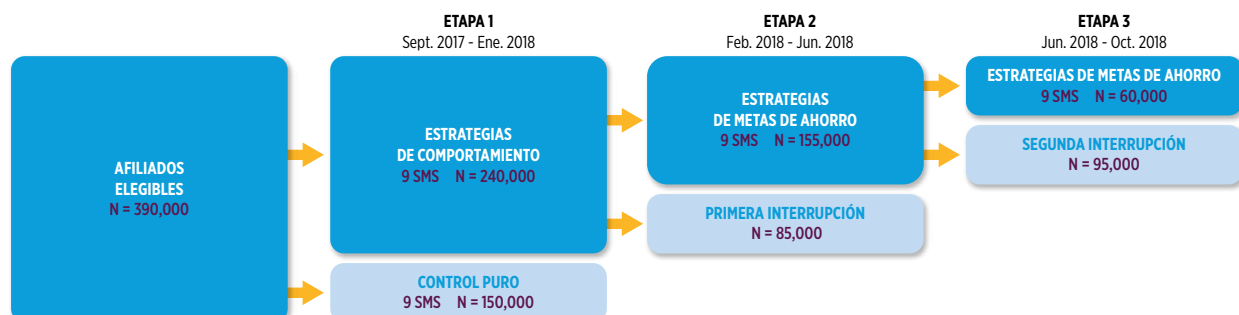 ETAPA 1
Sept. 2017 - Ene. 2018
ETAPA 2
Feb. 2018 - Jun. 2018
ETAPA 3
Jun. 2018 - Oct. 2018
AFILIADOS
ELEGIBLES
N = 390,000
ESTRATEGIAS
DE COMPORTAMIENTO
9 SMS N = 240,000
CONTROL PURO
9 SMS N = 150,000
ESTRATEGIAS
DE METAS DE AHORRO
9 SMS N = 155,000
PRIMERA INTERRUPCIÓN
N = 85,000
ESTRATEGIAS DE METAS DE AHORRO
9 SMS N = 60,000
SEGUNDA INTERRUPCIÓN
N = 95,000